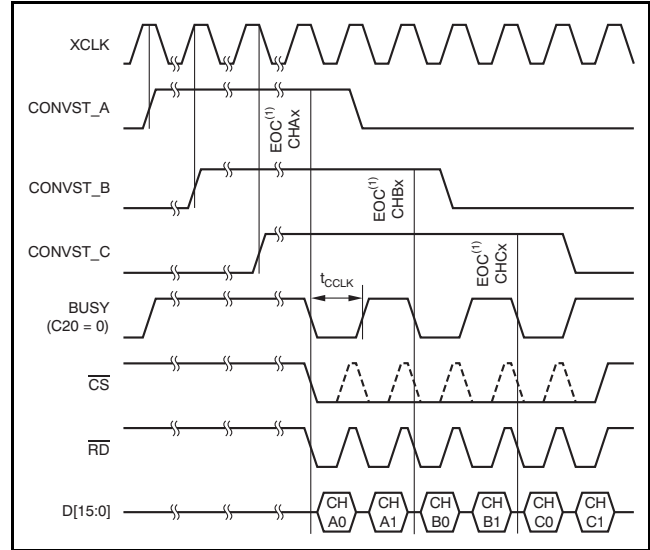 XCLK
CONVST_A
EOC(1)
CHAx
CONVST_B
EOC(1)
CHBx
CONVST_C
EOC(1)
CHCx
tCCLK
BUSY
(C20 = 0)
CS
RD
D[15:0]
CH
A0
CH
A1
CH
B0
CH
B1
CH
C0
CH
C1